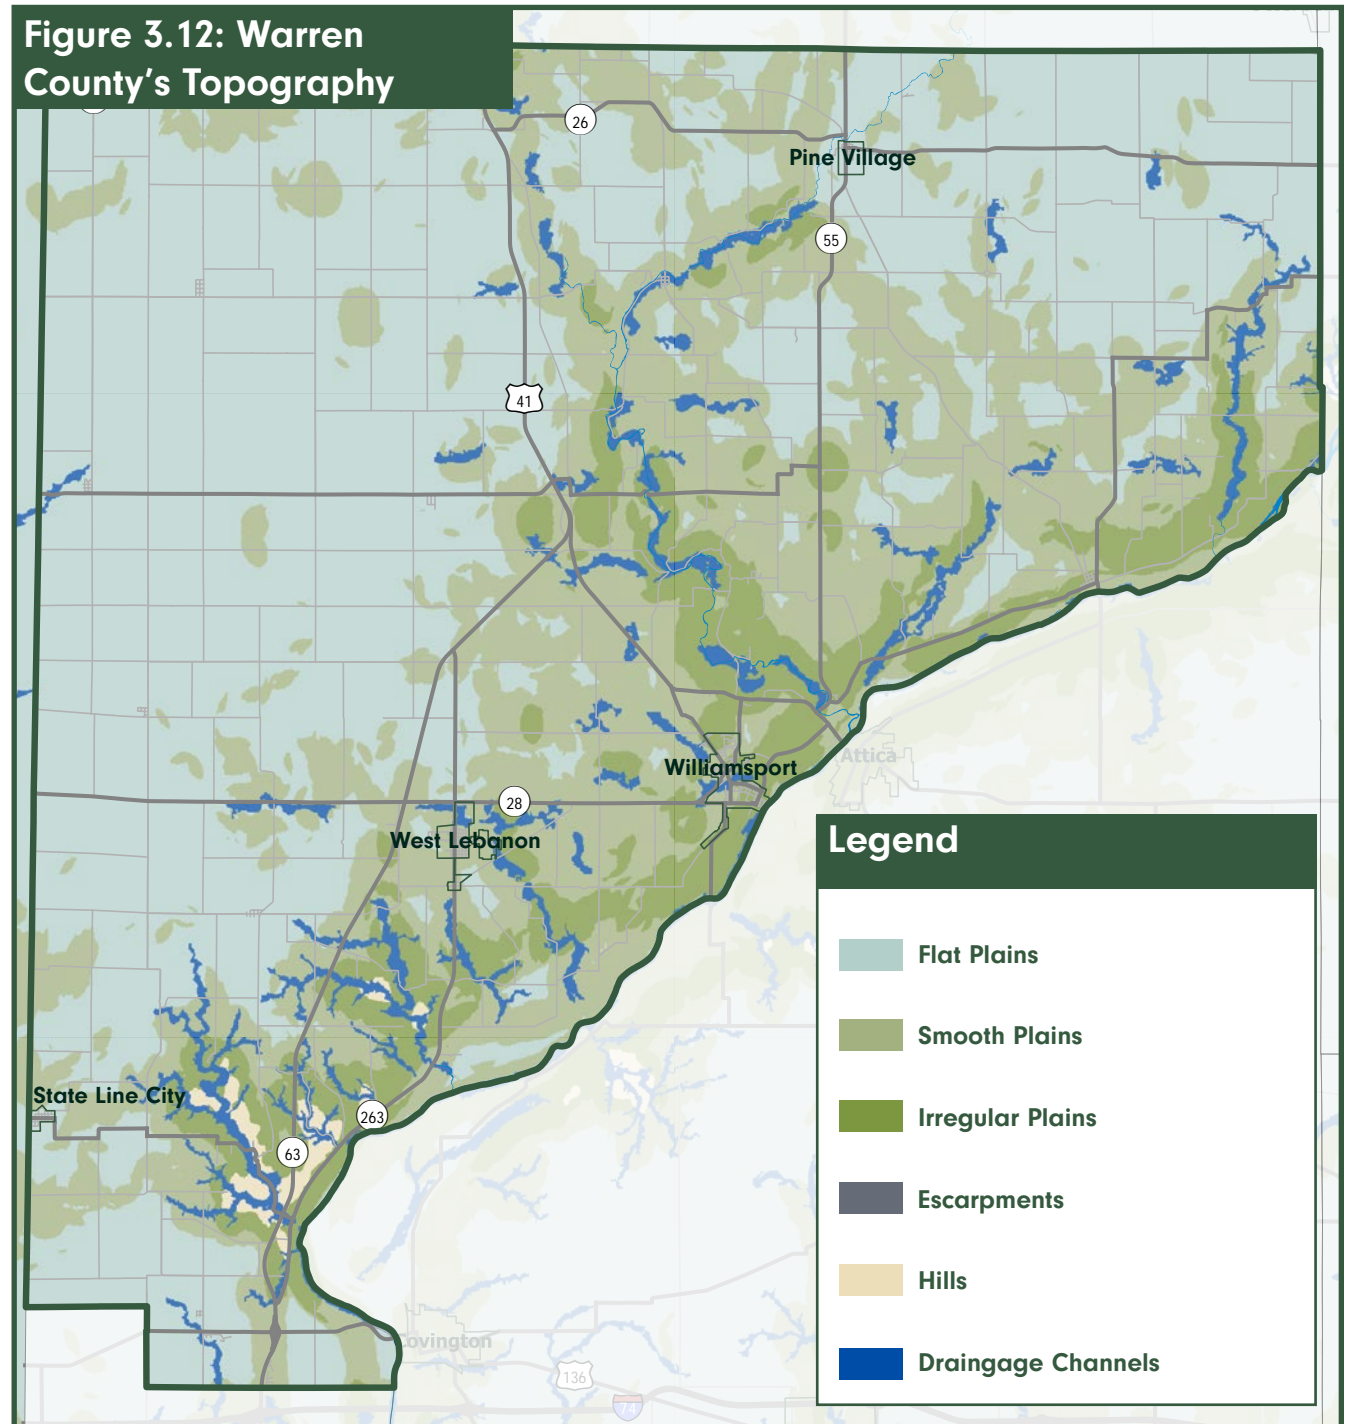 Figure 3.12: Warren
County's Topography
26
Pine Village
55
41
Williamsport
Attica
28
West Lebanon
Legend
Flat Plains
Smooth Plains
State Line City
263
Irregular Plains
63
Escarpments
Hills
Covington
Draingage Channels
136
74